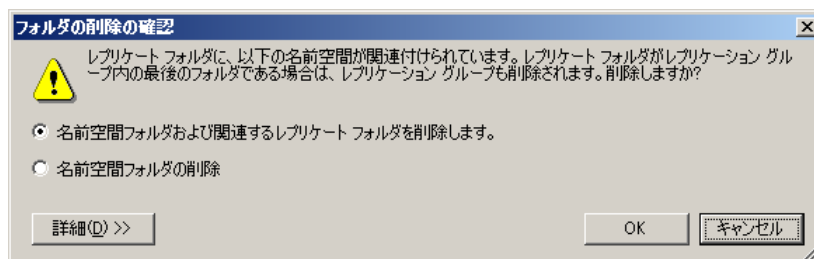 フォルダの削除の確認
レプリケート フォルダに、以下の名前空間が関連付けられています。レプリケート フォルダがレプリケーション グル
ープ内の最後のフォルダである場合は、レプリケーション グループも削除されます。削除しますか?
名前空間フォルダおよび関連するレプリケート フォルダを削除します。
名前空間フォルダの削除
詳細(D) >>
OK
キャンセル